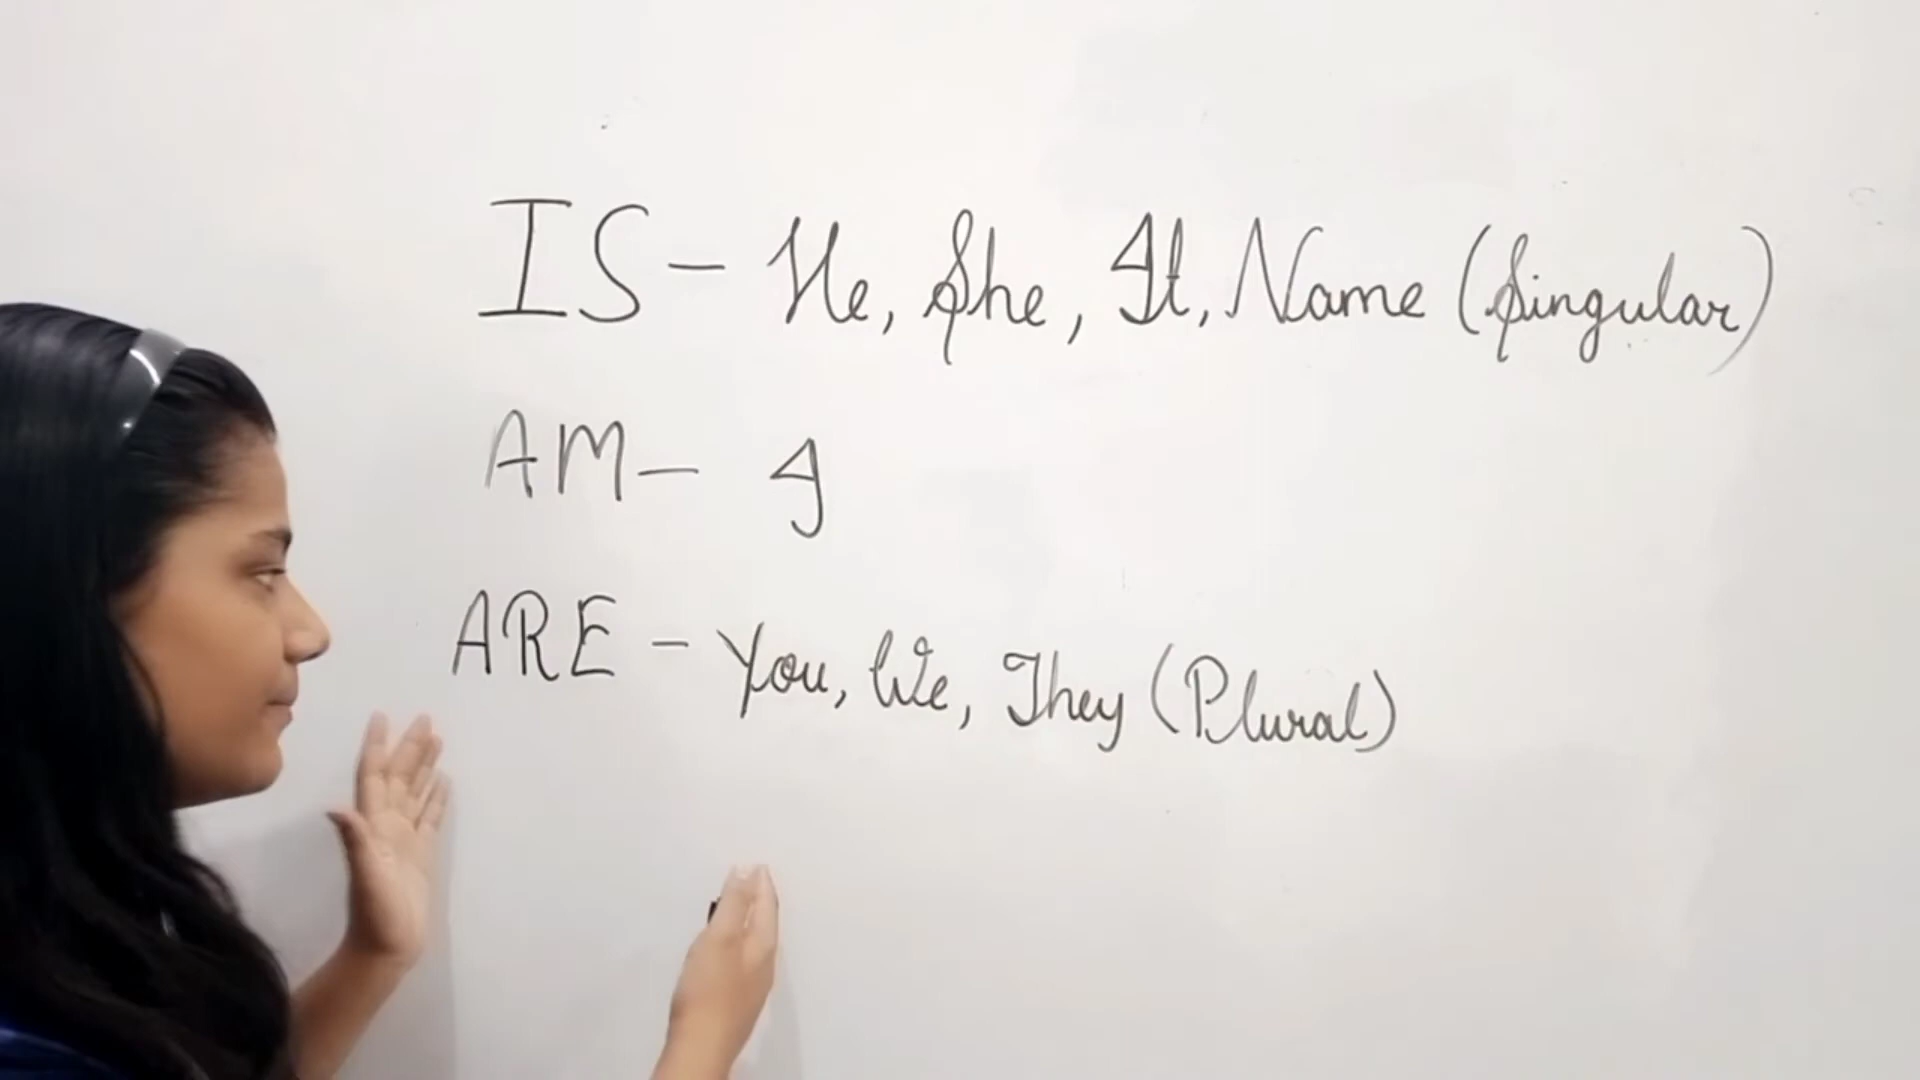 IS - He, She, It, Name (Singular)
AM - I
ARE - You, We, They (Plural)